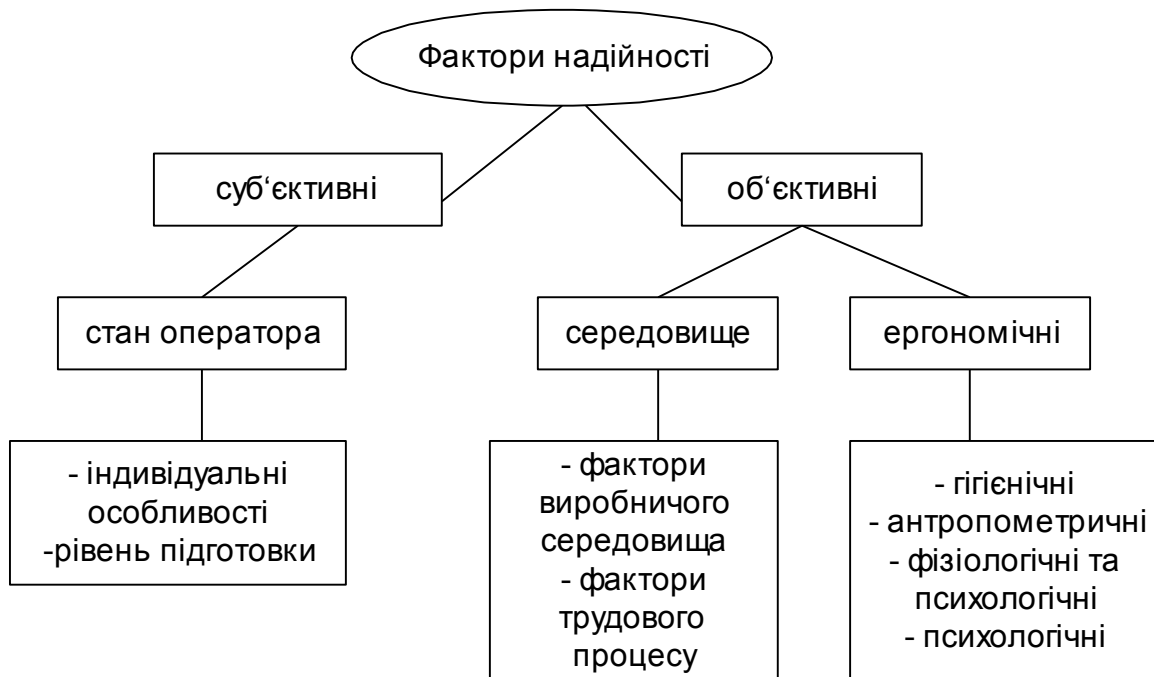 Фактори надійності
суб‘єктивні
об‘єктивні
стан оператора
середовище
ергономічні
- індивідуальні
особливості
-рівень підготовки
- фактори
виробничого
середовища
- фактори
трудового
процесу
- гігієнічні
- антропометричні
- фізіологічні та
психологічні
- психологічні